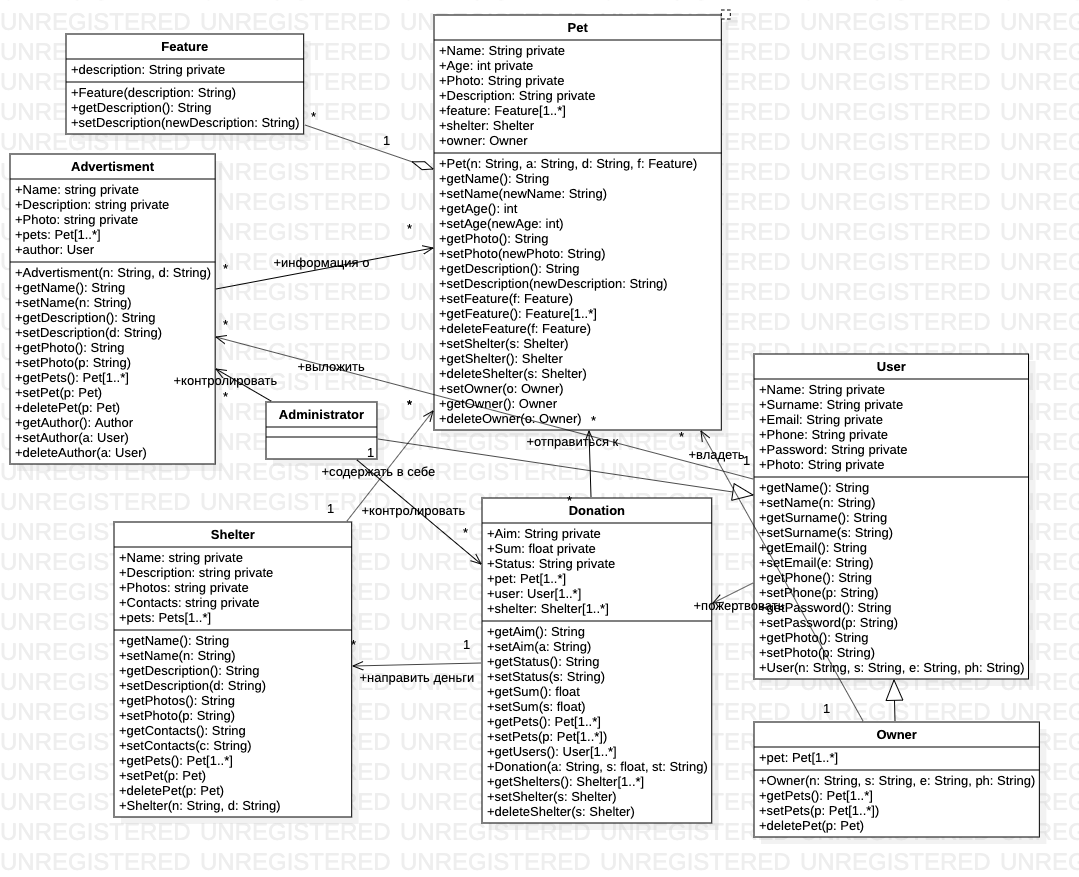 Feature
+description: String private
+Feature(description: String)
+getDescription(): String
+setDescription(newDescription: String)
Pet
+Name: String private
+Age: int private
+Photo: String private
+Description: String private
+feature: Feature[1..*]
+shelter: Shelter
+owner: Owner
+Pet(n: String, a: String, d: String, f: Feature)
+getName(): String
+setName(newName: String)
+getAge(): int
+setAge(newAge: int)
+getPhoto(): String
+setPhoto(newPhoto: String)
+getDescription(): String
+setDescription(newDescription: String)
+setFeature(f: Feature)
+getFeature(): Feature[1..*]
+deleteFeature(f: Feature)
+setShelter(s: Shelter)
+getShelter(): Shelter
+deleteShelter(s: Shelter)
+setOwner(o: Owner)
+getOwner(): Owner
+deleteOwner(o: Owner)
*
1
Advertisment
+Name: string private
+Description: string private
+Photo: string private
+pets: Pet[1..*]
+author: User
+Advertisment(n: String, d: String)
+getName(): String
+setName(n: String)
+getDescription(): String
+setDescription(d: String)
+getPhoto(): String
+setPhoto(p: String)
+getPets(): Pet[1..*]
+setPet(p: Pet)
+deletePet(p: Pet)
+getAuthor(): Author
+setAuthor(a: User)
+deleteAuthor(a: User)
*
+информация о
*
*
+выложить
1
+контролировать
*
Administrator
1
*
+содержать в себе
1
+контролировать
*
+отправиться к
*
*
+владеть
*
1
User
+Name: String private
+Surname: String private
+Email: String private
+Phone: String private
+Password: String private
+Photo: String private
+getName(): String
+setName(n: String)
+getSurname(): String
+setSurname(s: String)
+getEmail(): String
+setEmail(e: String)
+getPhone(): String
+setPhone(p: String)
+getPassword(): String
+setPassword(p: String)
+getPhoto(): String
+setPhoto(p: String)
+User(n: String, s: String, e: String, ph: String)
+пожертвовать
Shelter
+Name: string private
+Description: string private
+Photos: string private
+Contacts: string private
+pets: Pets[1..*]
+getName(): String
+setName(n: String)
+getDescription(): String
+setDescription(d: String)
+getPhotos(): String
+setPhoto(p: String)
+getContacts(): String
+setContacts(c: String)
+getPets(): Pet[1..*]
+setPet(p: Pet)
+deletePet(p: Pet)
+Shelter(n: String, d: String)
*
1
+направить деньги
Donation
+Aim: String private
+Sum: float private
+Status: String private
+pet: Pet[1..*]
+user: User[1..*]
+shelter: Shelter[1..*]
+getAim(): String
+setAim(a: String)
+getStatus(): String
+setStatus(s: String)
+getSum(): float
+setSum(s: float)
+getPets(): Pet[1..*]
+setPets(p: Pet[1..*])
+getUsers(): User[1..*]
+Donation(a: String, s: float, st: String)
+getShelters(): Shelter[1..*]
+setShelter(s: Shelter)
+deleteShelter(s: Shelter)
Owner
+pet: Pet[1..*]
+Owner(n: String, s: String, e: String, ph: String)
+getPets(): Pet[1..*]
+setPets(p: Pet[1..*])
+deletePet(p: Pet)
UNREGISTERED